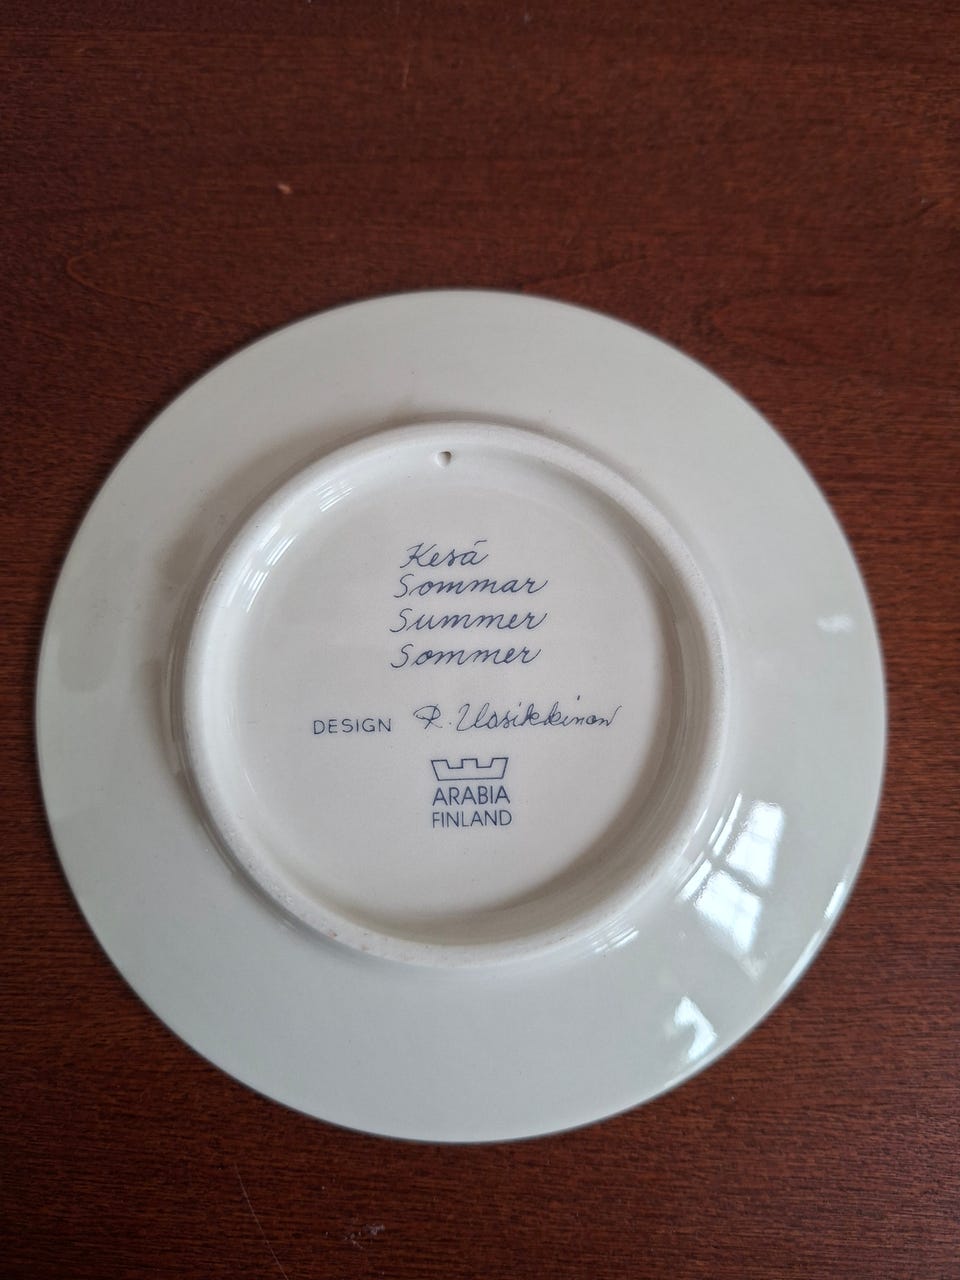 Kesä
Sommar
Summer
Sommer
DESIGN R. Uosikkinen
ARABIA
FINLAND